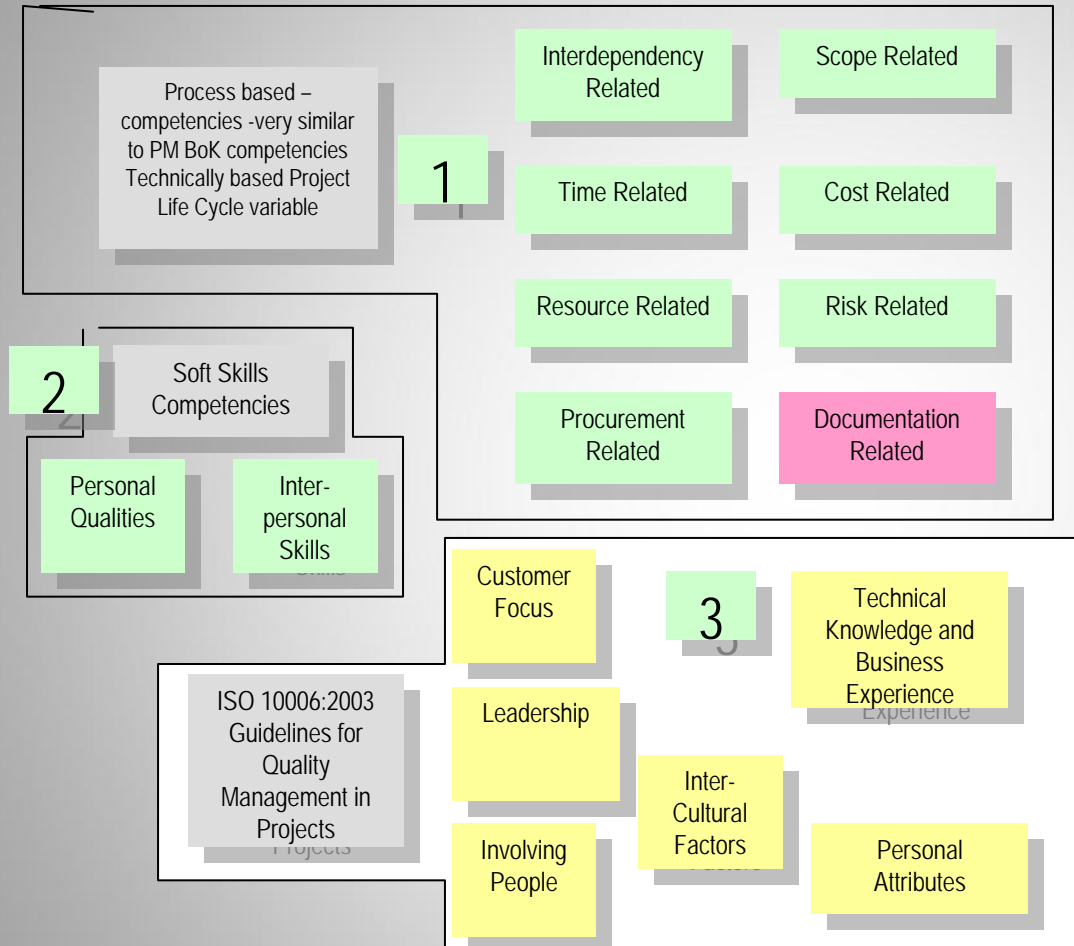 Process based –
competencies -very similar
to PM BoK competencies
Technically based Project
Life Cycle variable
1
Interdependency
Related
Scope Related
Time Related
Cost Related
Resource Related
Risk Related
Procurement
Related
Documentation
Related
2
Soft Skills
Competencies
Personal
Qualities
Inter-
personal
Skills
3
ISO 10006:2003
Guidelines for
Quality
Management in
Projects
Customer
Focus
Technical
Knowledge and
Business
Experience
Leadership
Inter-
Cultural
Factors
Involving
People
Personal
Attributes